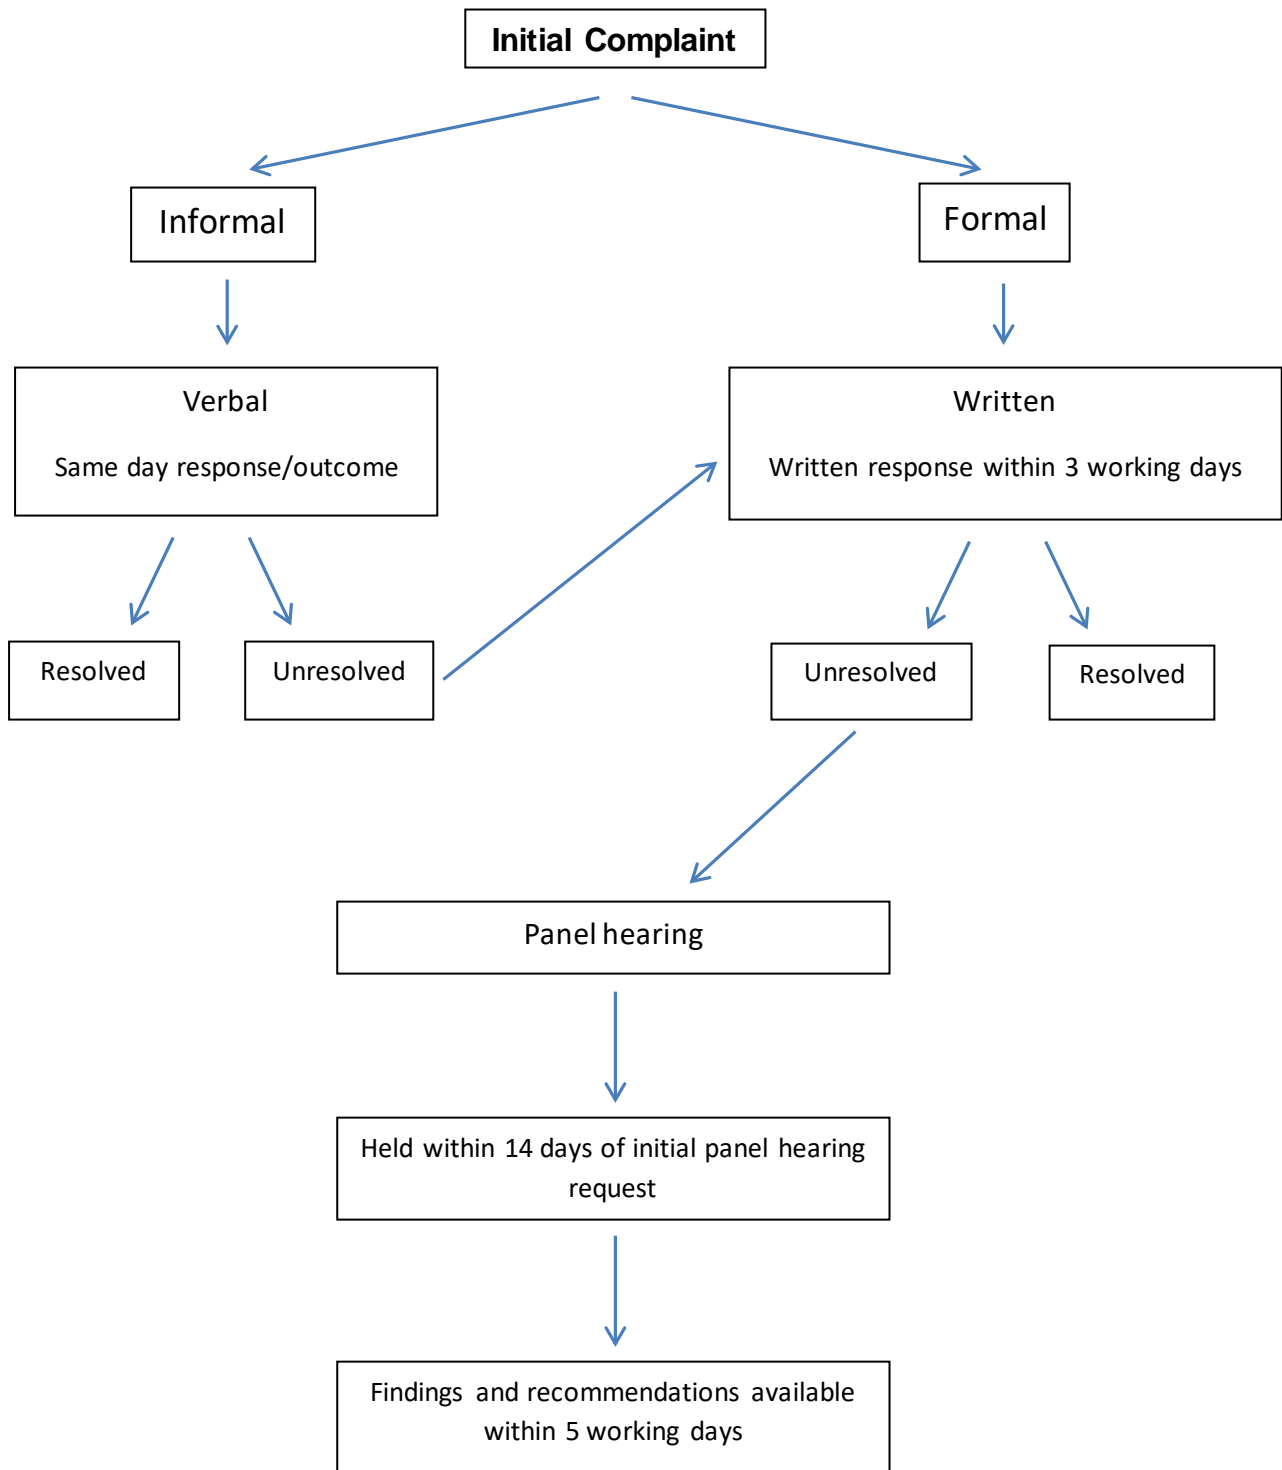 Initial Complaint
Informal
Formal
Verbal
Same day response/outcome
Written
Written response within 3 working days
Resolved
Unresolved
Unresolved
Resolved
Panel hearing
Held within 14 days of initial panel hearing
request
Findings and recommendations available
within 5 working days